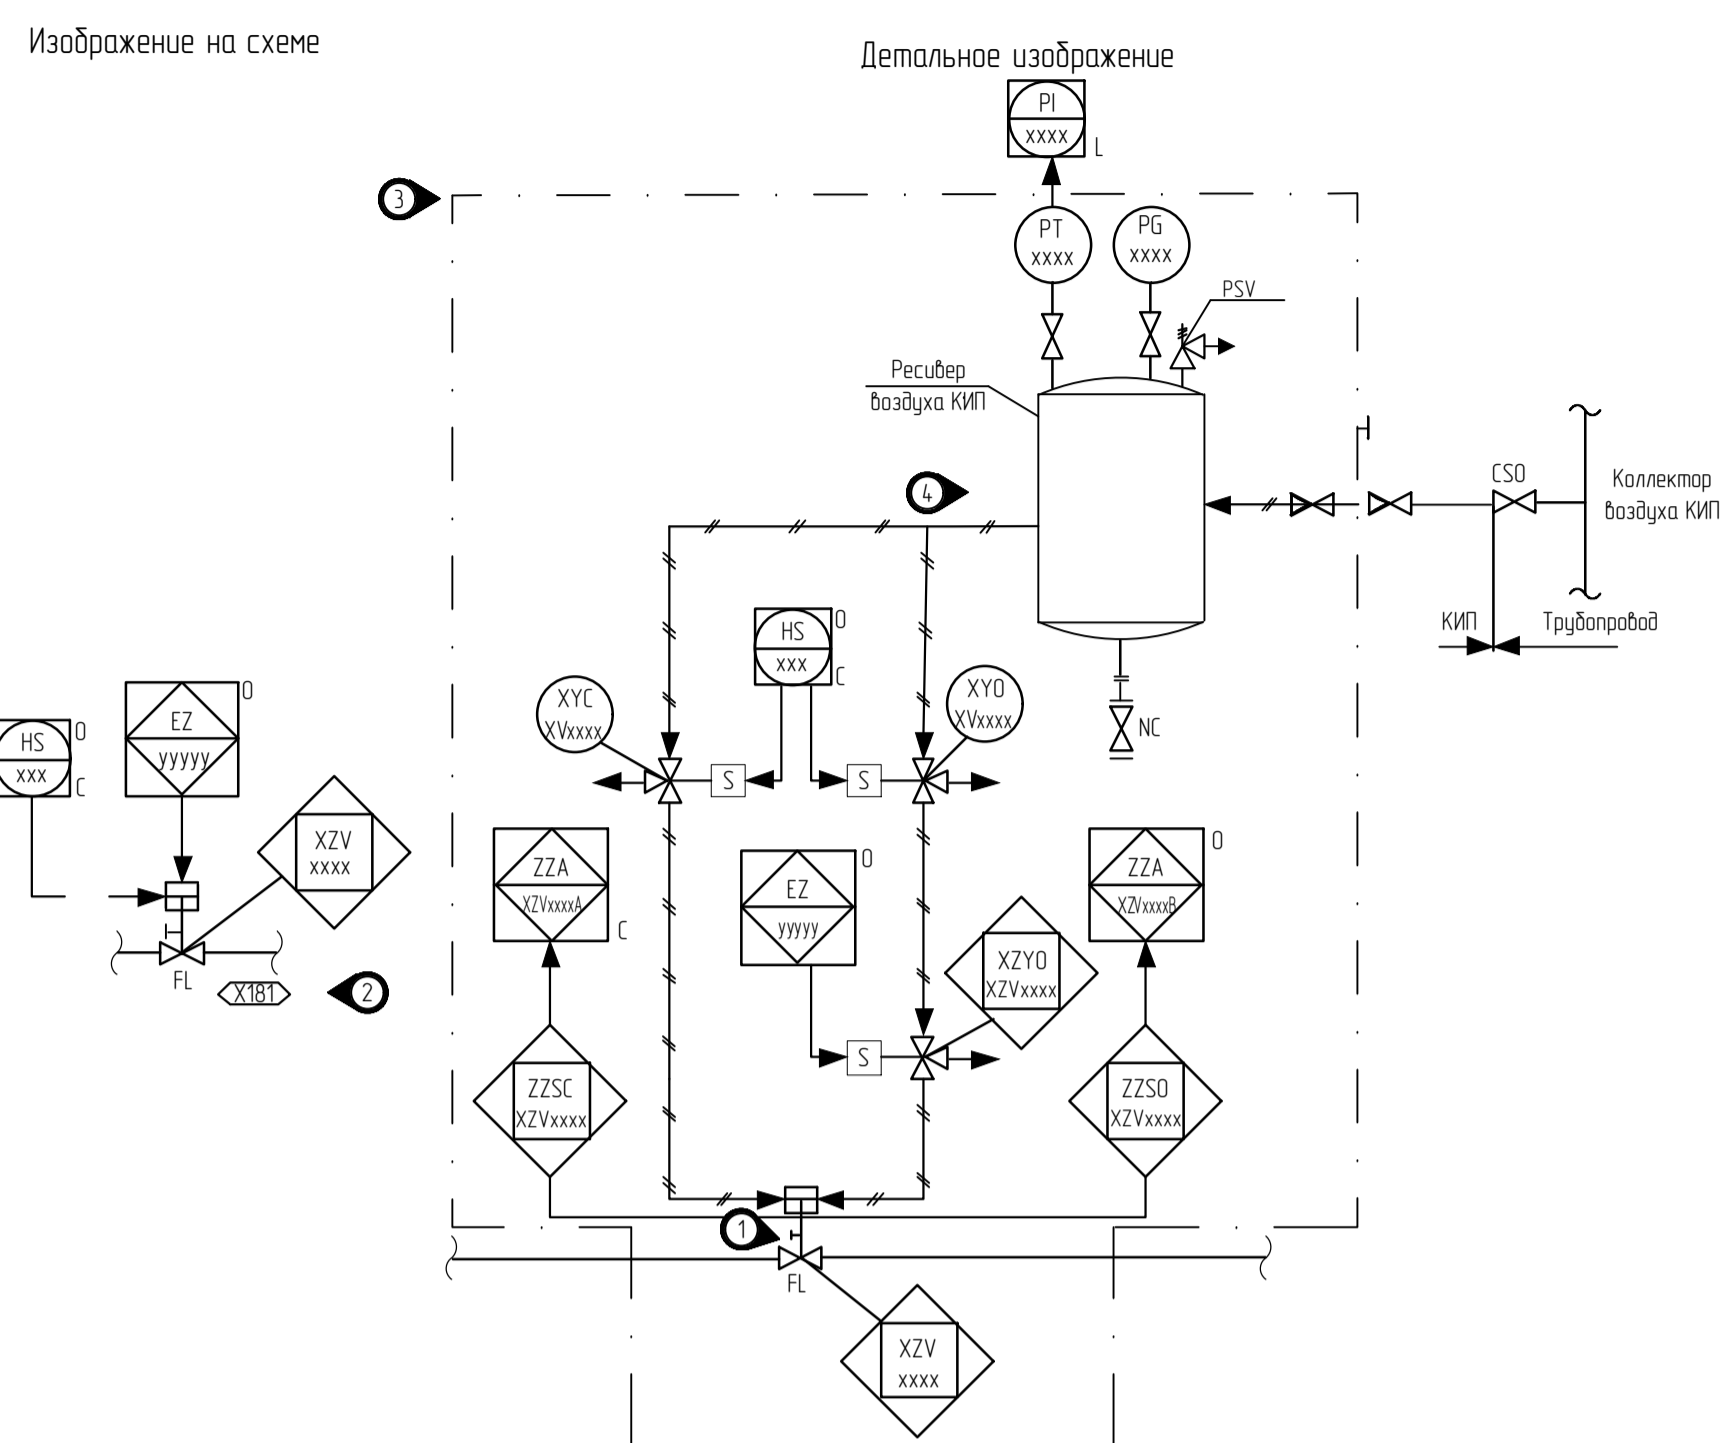 Изображение на схеме
Детальное изображение
PI
xxxx
L
3
PT
xxxx
PG
xxxx
PSV
Ресивер
воздуха КИП
4
CSO
Коллектор
воздуха КИП
КИП
Трубопровод
HS
xxx
O
C
XYC
XVxxxx
XYO
XVxxxx
NC
S
S
HS
xxx
O
C
EZ
yyyyy
O
XZV
xxxx
FL
X181
2
ZZA
XZVxxxxA
C
EZ
yyyyy
O
ZZA
XZVxxxxB
O
XZYO
XZVxxxx
S
ZZSC
XZVxxxx
ZZSO
XZVxxxx
1
FL
XZV
xxxx